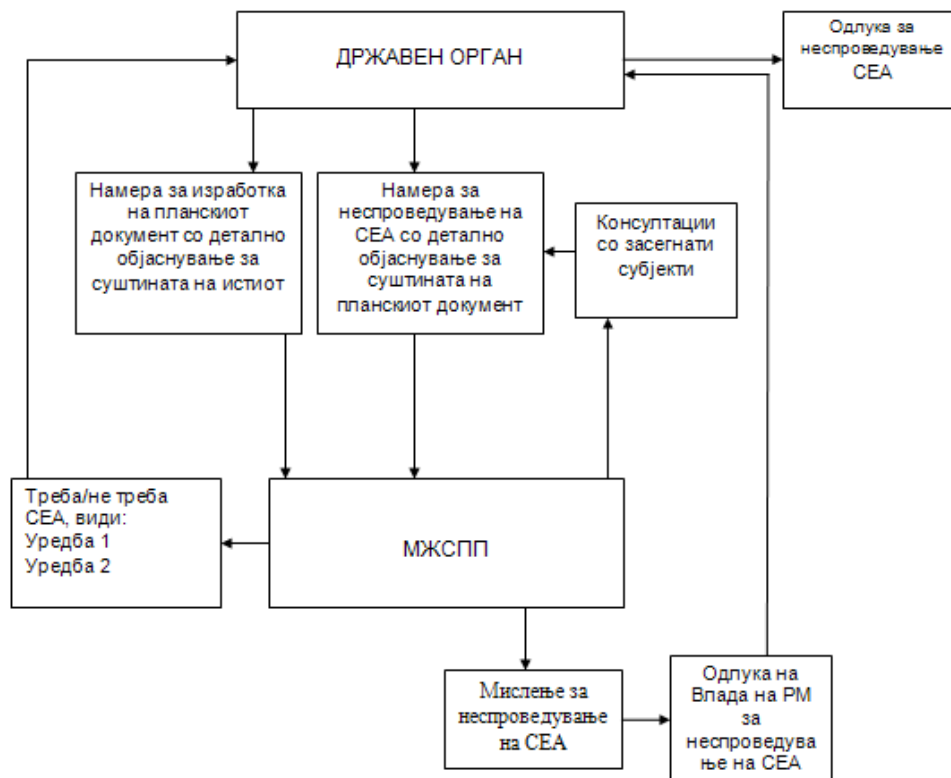 ДРЖАВЕН ОРГАН
Одлука за
неспроведување
СЕА
Намера за изработка
на планскиот
документ со детално
објаснување за
суштината на истиот
Намера за
неспроведување на
СЕА со детално
објаснување за
суштината на
планскиот документ
Консултации
со засегнати
субјекти
Треба/не треба
СЕА, види:
Уредба 1
Уредба 2
МЖСПП
Мислење за
неспроведување
на СЕА
Одлука на
Влада на РМ
за
неспроведува
ње на СЕА